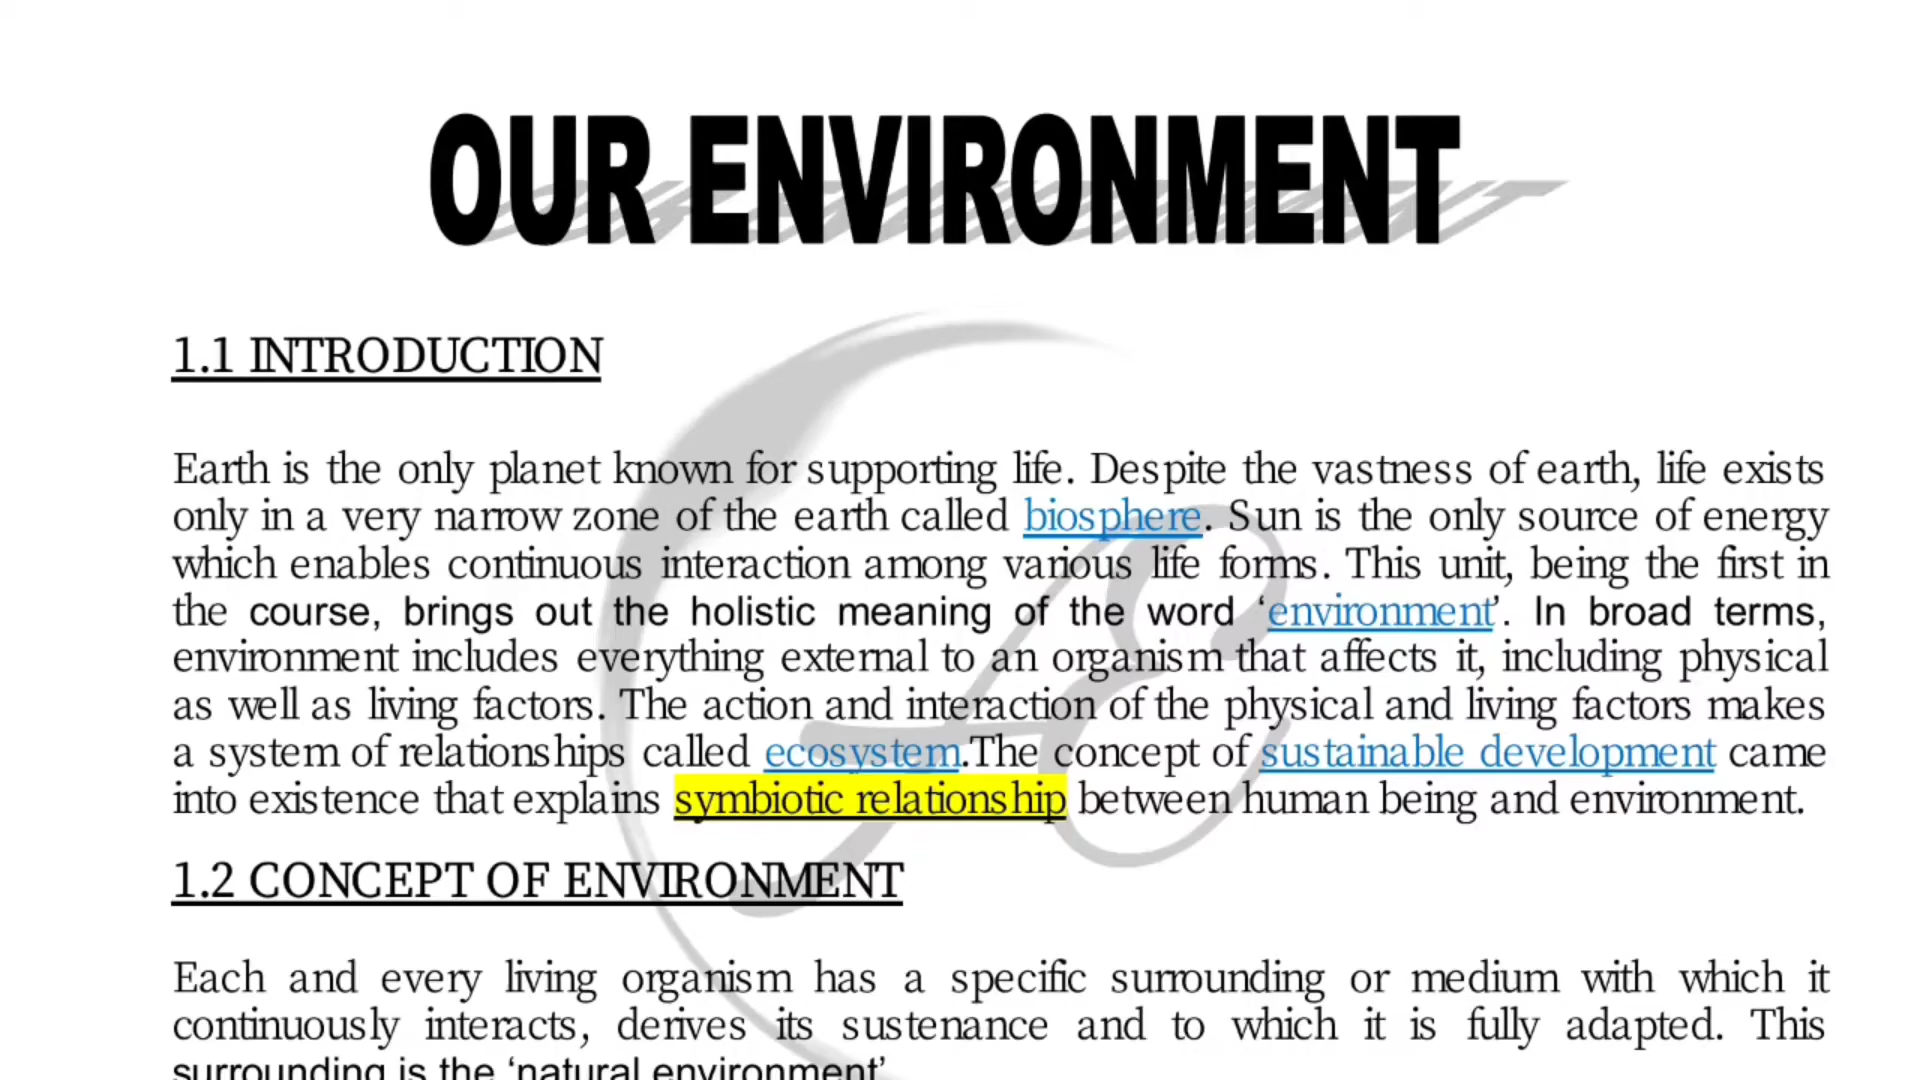 OUR ENVIRONMENT
1.1 INTRODUCTION
Earth is the only planet known for supporting life. Despite the vastness of earth, life exists
only in a very narrow zone of the earth called biosphere. Sun is the only source of energy
which enables continuous interaction among various life forms. This unit, being the first in
the course, brings out the holistic meaning of the word ‘environment’. In broad terms,
environment includes everything external to an organism that affects it, including physical
as well as living factors. The action and interaction of the physical and living factors makes
a system of relationships called ecosystem.The concept of sustainable development came
into existence that explains symbiotic relationship between human being and environment.
1.2 CONCEPT OF ENVIRONMENT
Each and every living organism has a specific surrounding or medium with which it
continuously interacts, derives its sustenance and to which it is fully adapted. This
surrounding is the ‘natural environment’